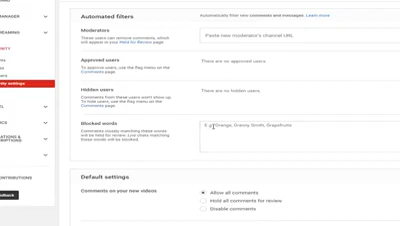 MANAGER
REAMING
Automated filters
Automatically filter new comments and messages. Learn more
Moderators
These users can remove comments, which
will appear in your Held for Review page
Paste new moderator's channel URL
Approved users
To approve users, use the flag menu on the
Comments page.
There are no approved users.
Hidden users
Comments from these users won't show up.
To hide users, use the flag menu on the
Comments page
There are no hidden users.
Blocked words
Comments closely matching these words
will be held for review. Live chats matching
these words will be blocked.
E.g. Orange, Granny Smith, Grapefruits
Default settings
Comments on your new videos
Allow all comments
Hold all comments for review
Disable comments
ity settings
ATIONS &
ONTRIBUTIONS
edback